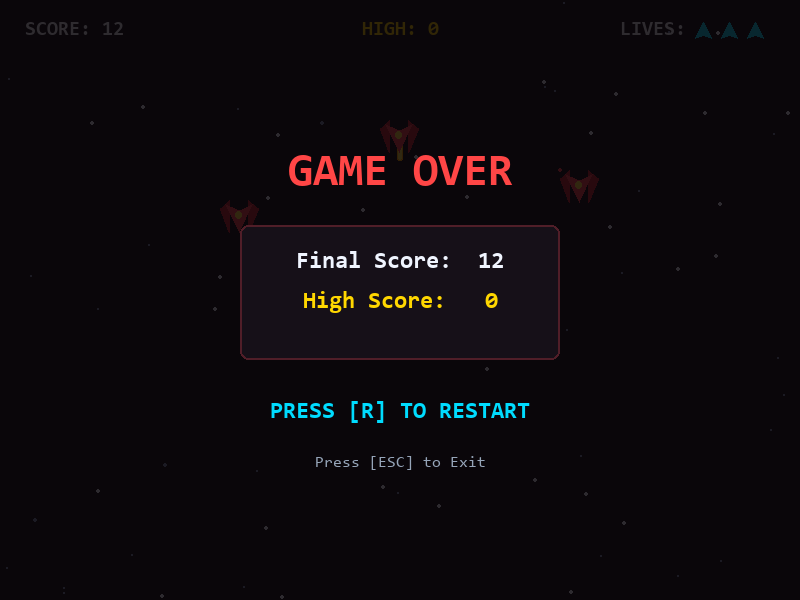 SCORE: 12 HIGH: 0 LIVES:
GAME OVER
Final Score: 12
High Score: 0
PRESS [R] TO RESTART
Press [ESC] to Exit